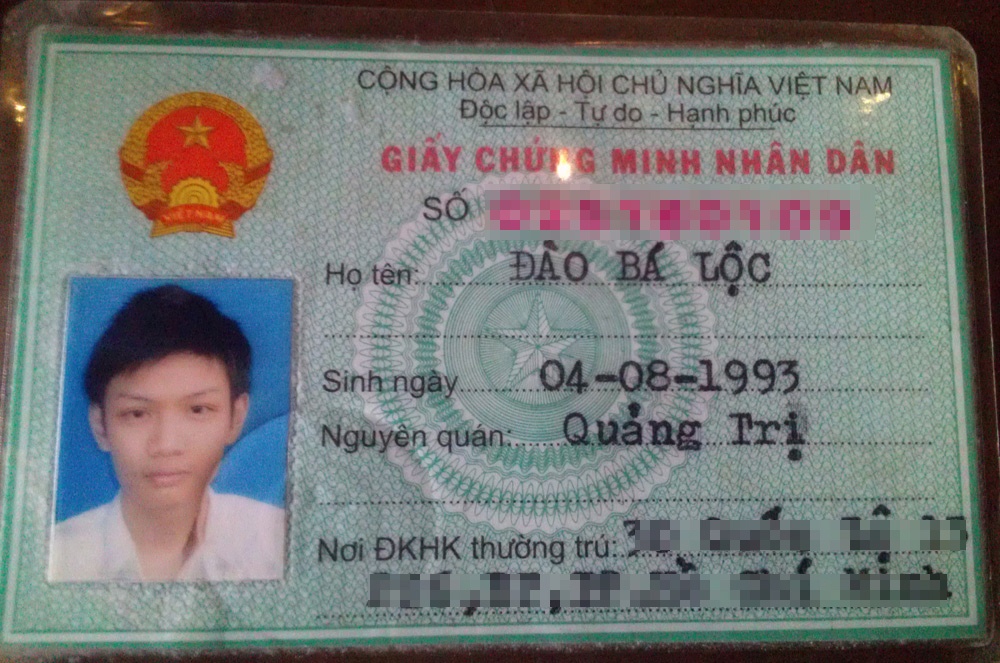 CỘNG HÒA XÃ HỘI CHỦ NGHĨA VIỆT NAM
Độc lập - Tự do - Hạnh phúc
GIẤY CHỨNG MINH NHÂN DÂN
SỐ
Họ tên: ĐÀO BÁ LỘC
Sinh ngày 04-08-1993
Nguyên quán: Quảng Trị
Nơi ĐKHK thường trú: